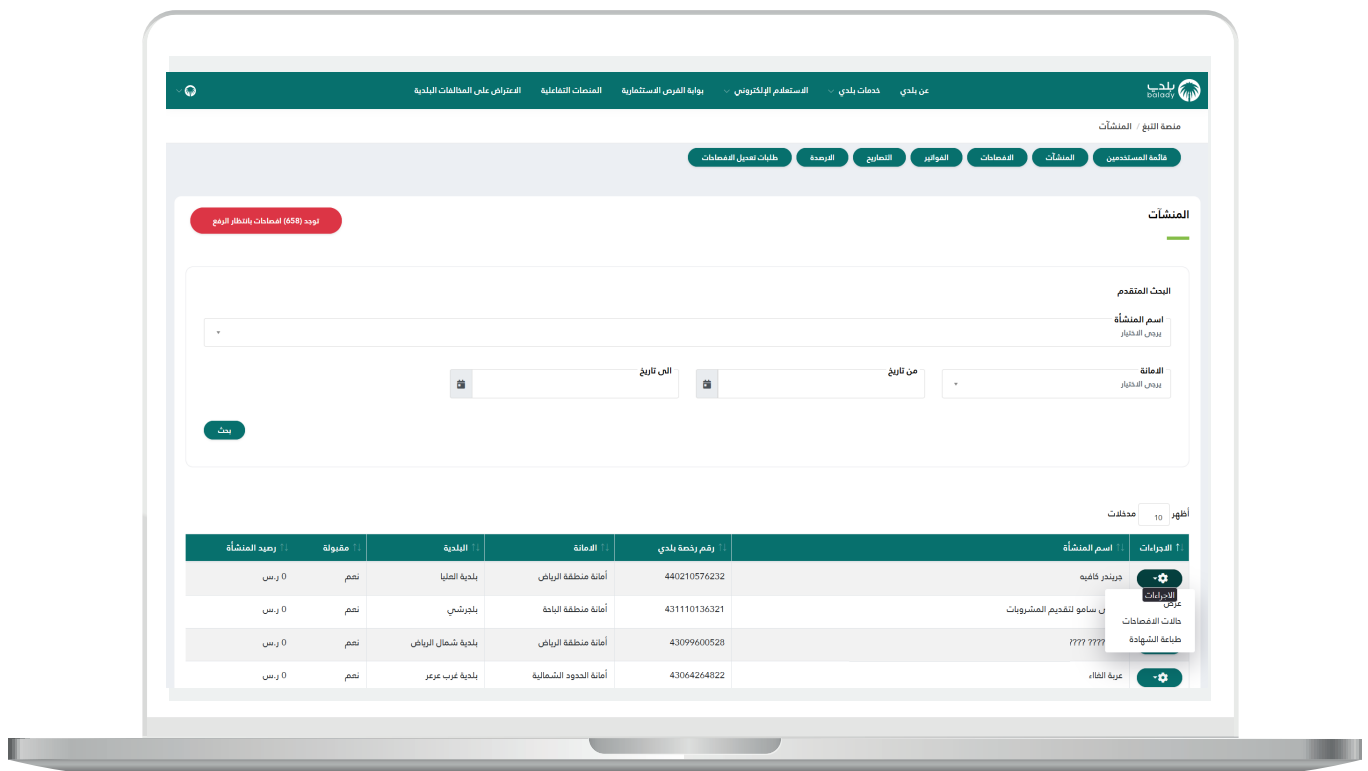 بلدي
balady
عن بلدي خدمات بلدي الاستعلام الإلكتروني بوابة الفرص الاستثمارية المنصات التفاعلية الاعتراض على المخالفات البلدية
منصة التبغ / المنشآت
قائمة المستخدمين المنشآت الافصاحات الفواتير التصاريح الارصدة طلبات تعديل الافصاحات
المنشآت
توجد (658) افصاحات بانتظار الرفع
البحث المتقدم
اسم المنشأة
يرجى الاختيار
الامانة من تاريخ الى تاريخ
يرجى الاختيار
بحث
أظهر 10 مدخلات
الاجراءات اسم المنشأة رقم رخصة بلدي الامانة البلدية مقبولة رصيد المنشأة
جريندر كافيه 440210576232 أمانة منطقة الرياض بلدية العليا نعم 0 ر.س
الاجراءات
عرض
سامو لتقديم المشروبات 431110136321 أمانة منطقة الباحة بلجرشي نعم 0 ر.س
حالات الافصاحات
طباعة الشهادة
???? ???? 43099600528 أمانة منطقة الرياض بلدية شمال الرياض نعم 0 ر.س
عربة الغااء 43064264822 أمانة الحدود الشمالية بلدية غرب عرعر نعم 0 ر.س